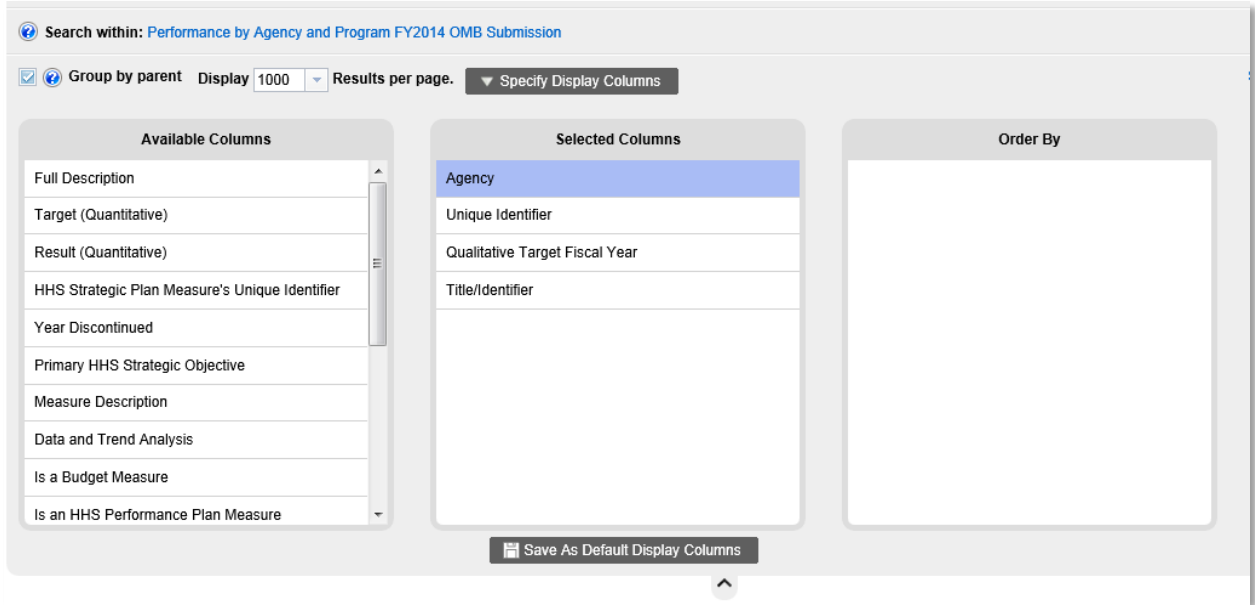 Search within: Performance by Agency and Program FY2014 OMB Submission
Group by parent Display 1000 Results per page. Specify Display Columns
Available Columns
Full Description
Target (Quantitative)
Result (Quantitative)
HHS Strategic Plan Measure's Unique Identifier
Year Discontinued
Primary HHS Strategic Objective
Measure Description
Data and Trend Analysis
Is a Budget Measure
Is an HHS Performance Plan Measure
Selected Columns
Agency
Unique Identifier
Qualitative Target Fiscal Year
Title/Identifier
Order By
Save As Default Display Columns